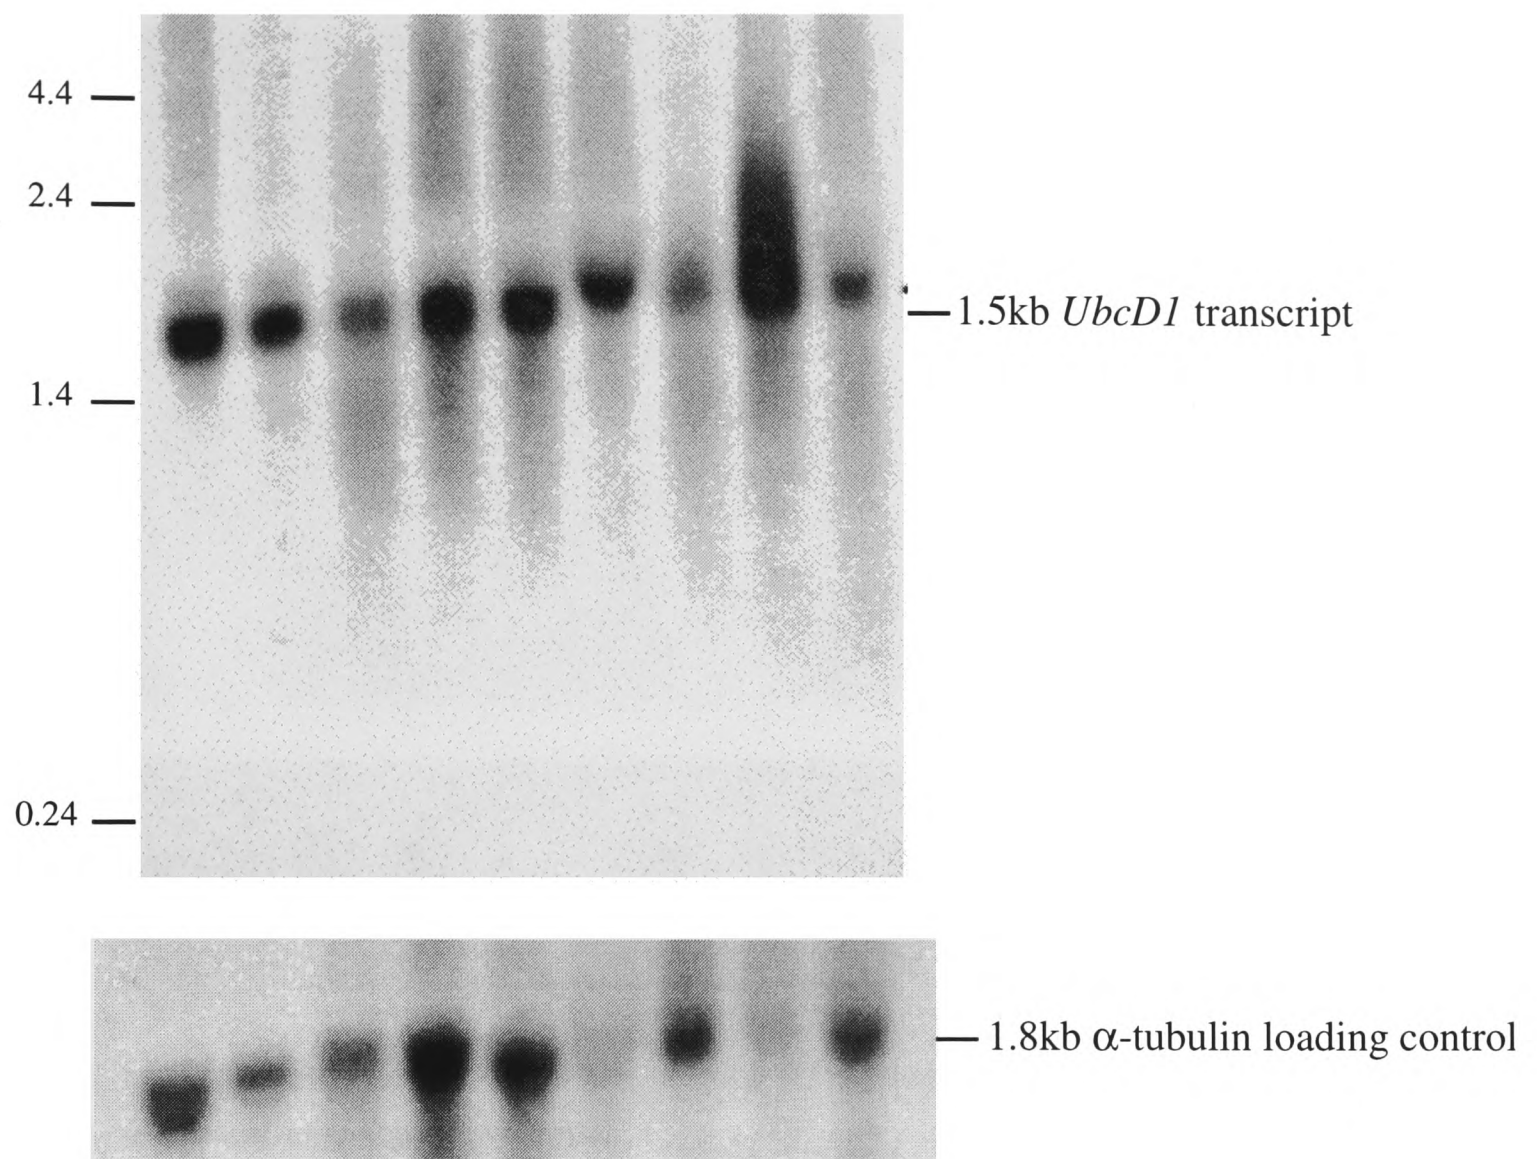 4.4
2.4
1.5kb UbcD1 transcript
1.4
0.24
1.8kb α-tubulin loading control